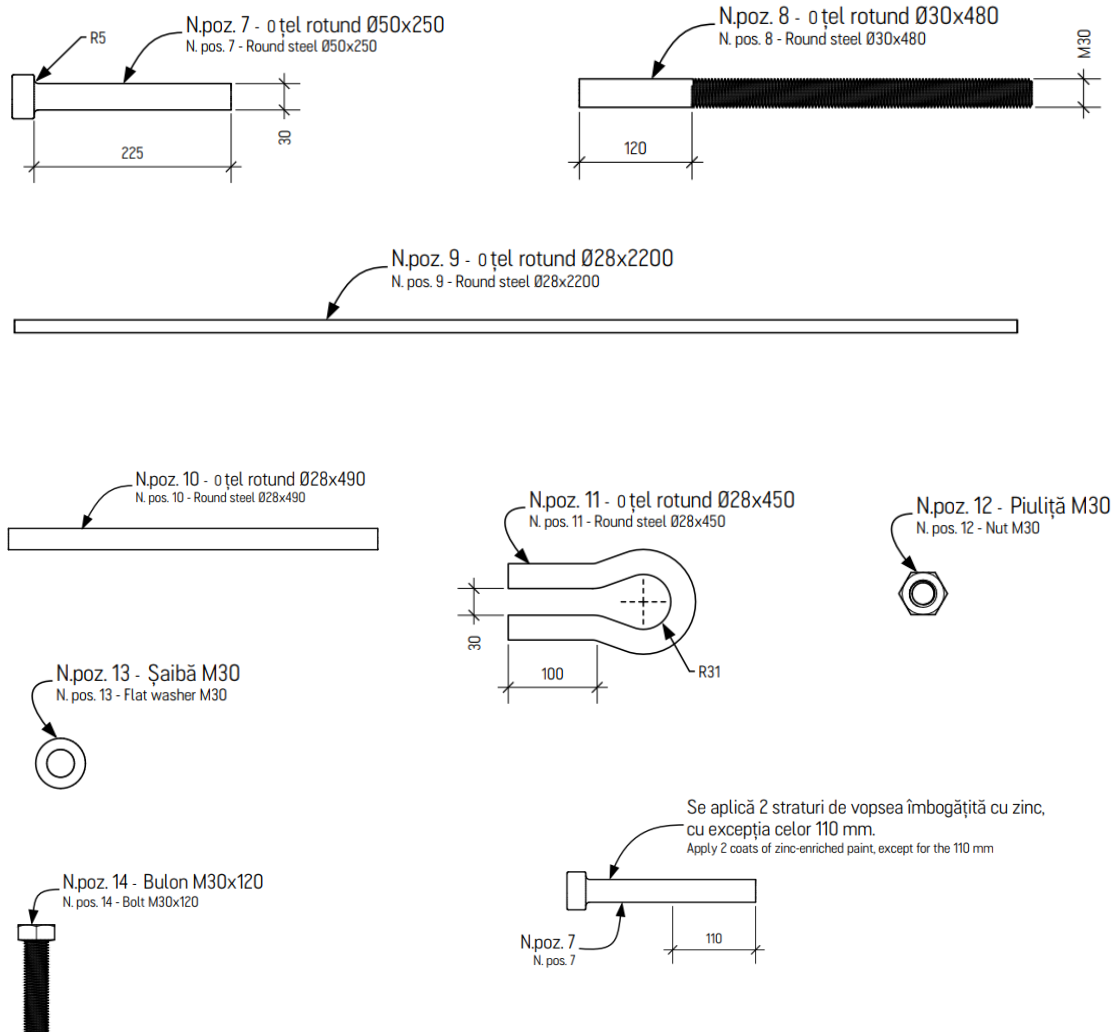 N.poz. 7 - oțel rotund Ø50x250
N. pos. 7 - Round steel Ø50x250
R5
30
225
N.poz. 8 - oțel rotund Ø30x480
N. pos. 8 - Round steel Ø30x480
M30
120
N.poz. 9 - oțel rotund Ø28x2200
N. pos. 9 - Round steel Ø28x2200
N.poz. 10 - oțel rotund Ø28x490
N. pos. 10 - Round steel Ø28x490
N.poz. 11 - oțel rotund Ø28x450
N. pos. 11 - Round steel Ø28x450
30
100
R31
N.poz. 12 - Piuliță M30
N. pos. 12 - Nut M30
N.poz. 13 - Șaibă M30
N. pos. 13 - Flat washer M30
Se aplică 2 straturi de vopsea îmbogățită cu zinc,
cu excepția celor 110 mm.
Apply 2 coats of zinc-enriched paint, except for the 110 mm
N.poz. 7
N. pos. 7
110
N.poz. 14 - Bulon M30x120
N. pos. 14 - Bolt M30x120